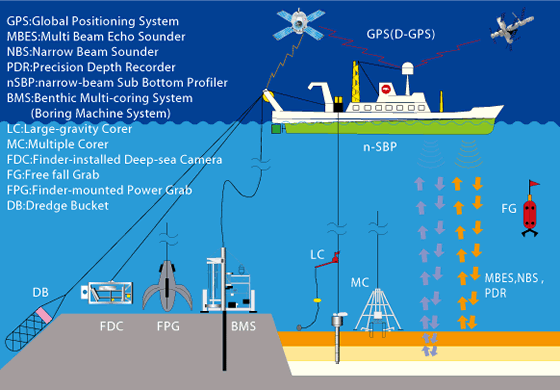 GPS:Global Positioning System
MBES:Multi Beam Echo Sounder
NBS:Narrow Beam Sounder
PDR:Precision Depth Recorder
nSBP:narrow-beam Sub Bottom Profiler
BMS:Benthic Multi-coring System
(Boring Machine System)
LC:Large-gravity Corer
MC:Multiple Corer
FDC:Finder-installed Deep-sea Camera
FG:Free fall Grab
FPG:Finder-mounted Power Grab
DB:Dredge Bucket
GPS(D-GPS)
n-SBP
FG
LC
MC
MBES,NBS,
PDR
DB
FDC
FPG
BMS